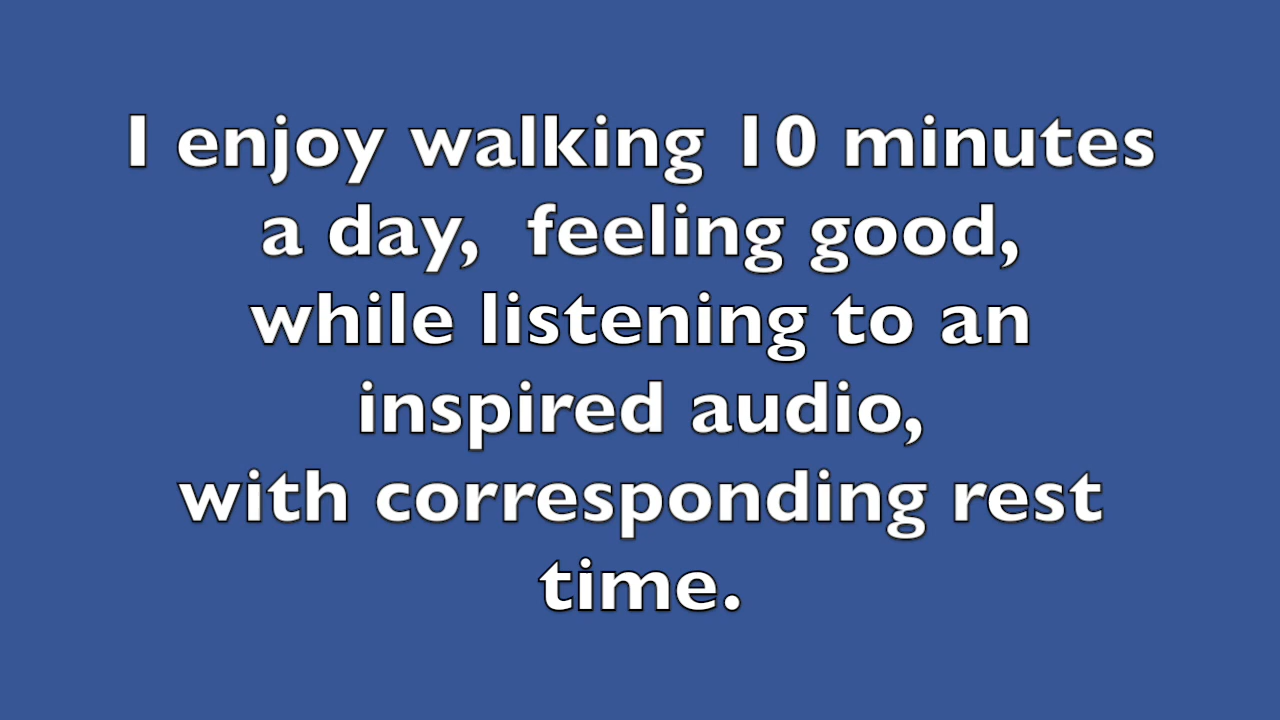 I enjoy walking 10 minutes
a day,  feeling good,
while listening to an
inspired audio,
with corresponding rest
time.